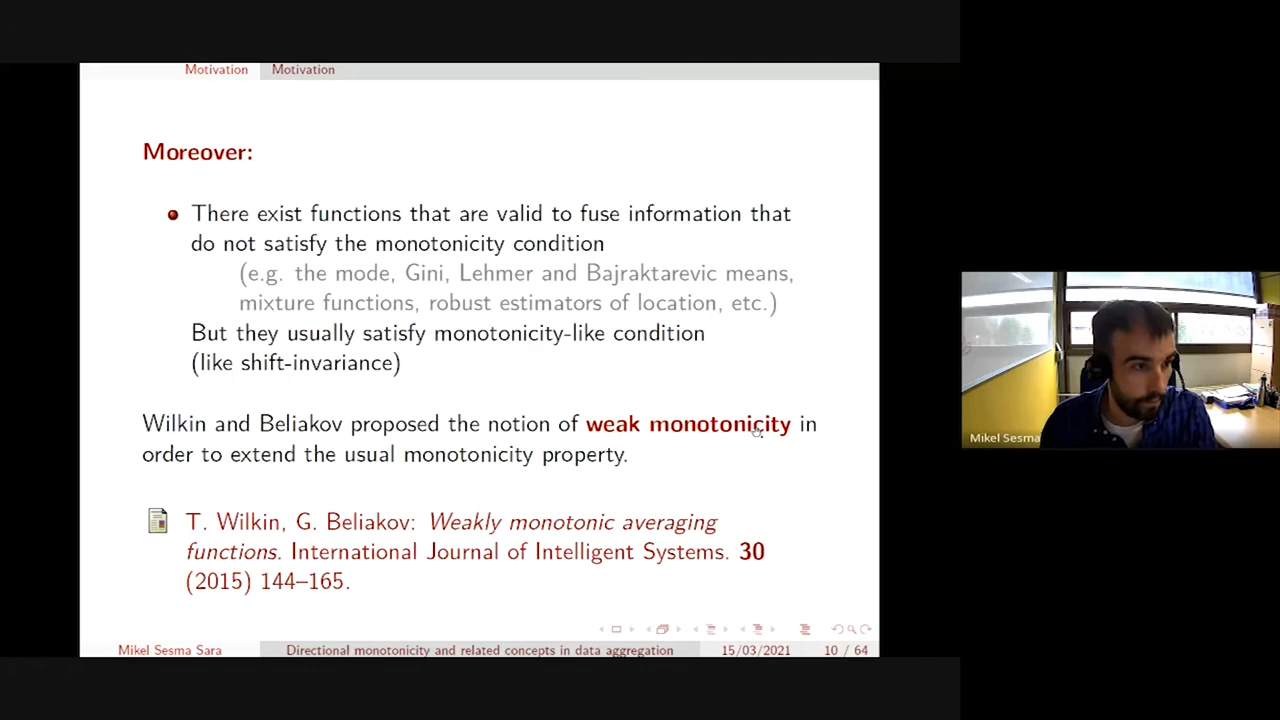 Motivation Motivation
Moreover:
There exist functions that are valid to fuse information that
do not satisfy the monotonicity condition
(e.g. the mode, Gini, Lehmer and Bajraktarevic means,
mixture functions, robust estimators of location, etc.)
But they usually satisfy monotonicity-like condition
(like shift-invariance)
Wilkin and Beliakov proposed the notion of weak monotonicity in
order to extend the usual monotonicity property.
T. Wilkin, G. Beliakov: Weakly monotonic averaging
functions. International Journal of Intelligent Systems. 30
(2015) 144–165.
Mikel Sesma Sara Directional monotonicity and related concepts in data aggregation 15/03/2021 10 / 64
Mikel Sesma